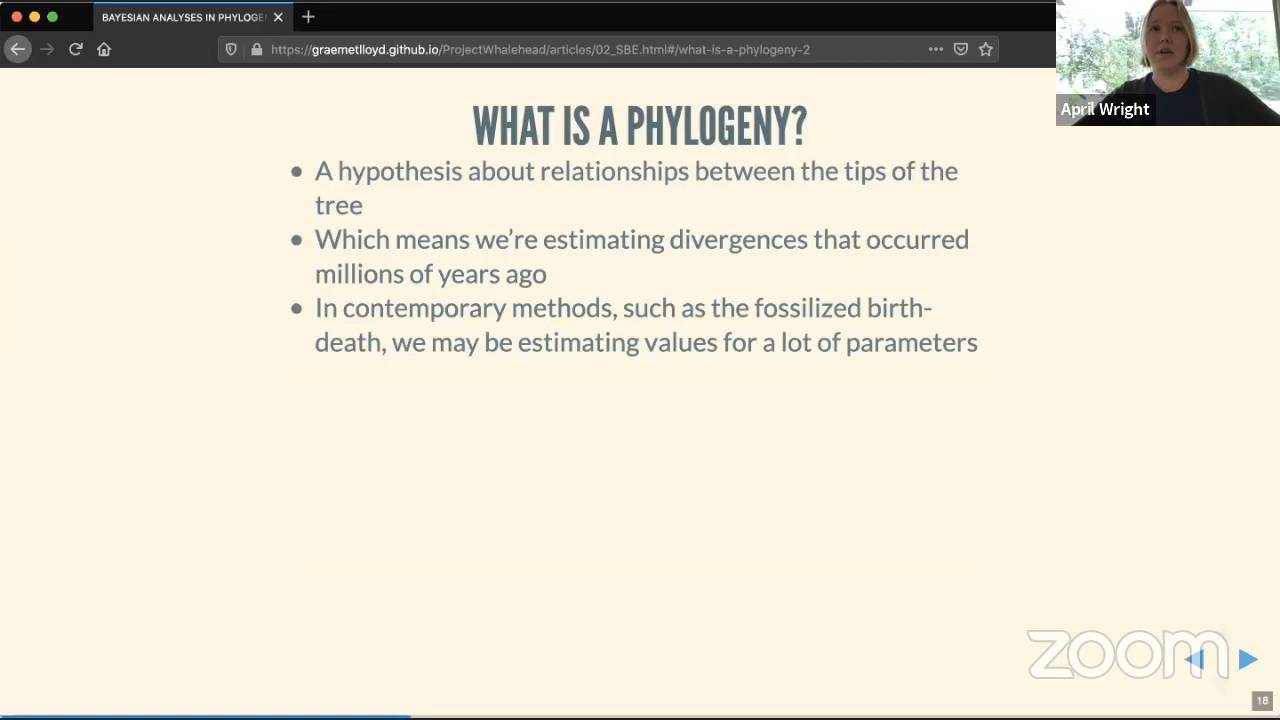 BAYESIAN ANALYSES IN PHYLOGE
https://graemetlloyd.github.io/ProjectWhalehead/articles/02_SBE.html#/what-is-a-phylogeny-2
April Wright
WHAT IS A PHYLOGENY?
• A hypothesis about relationships between the tips of the
tree
• Which means we're estimating divergences that occurred
millions of years ago
• In contemporary methods, such as the fossilized birth-
death, we may be estimating values for a lot of parameters
zoom
18